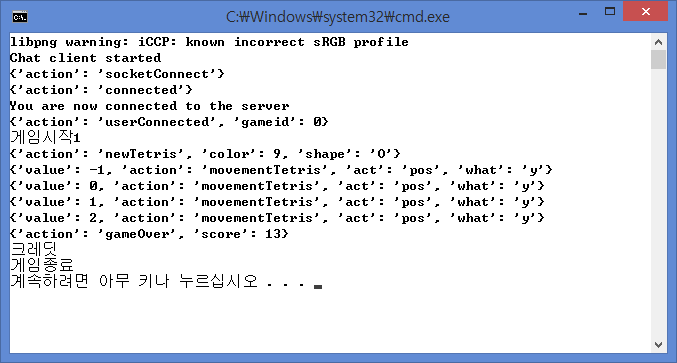 C:\Windows\system32\cmd.exe
libpng warning: iCCP: known incorrect sRGB profile
Chat client started
{'action': 'socketConnect'}
{'action': 'connected'}
You are now connected to the server
{'action': 'userConnected', 'gameid': 0}
게임시작1
{'action': 'newTetris', 'color': 9, 'shape': 'O'}
{'value': -1, 'action': 'movementTetris', 'act': 'pos', 'what': 'y'}
{'value': 0, 'action': 'movementTetris', 'act': 'pos', 'what': 'y'}
{'value': 1, 'action': 'movementTetris', 'act': 'pos', 'what': 'y'}
{'value': 2, 'action': 'movementTetris', 'act': 'pos', 'what': 'y'}
{'action': 'gameOver', 'score': 13}
크레딧
게임종료
계속하려면 아무 키나 누르십시오 . . .